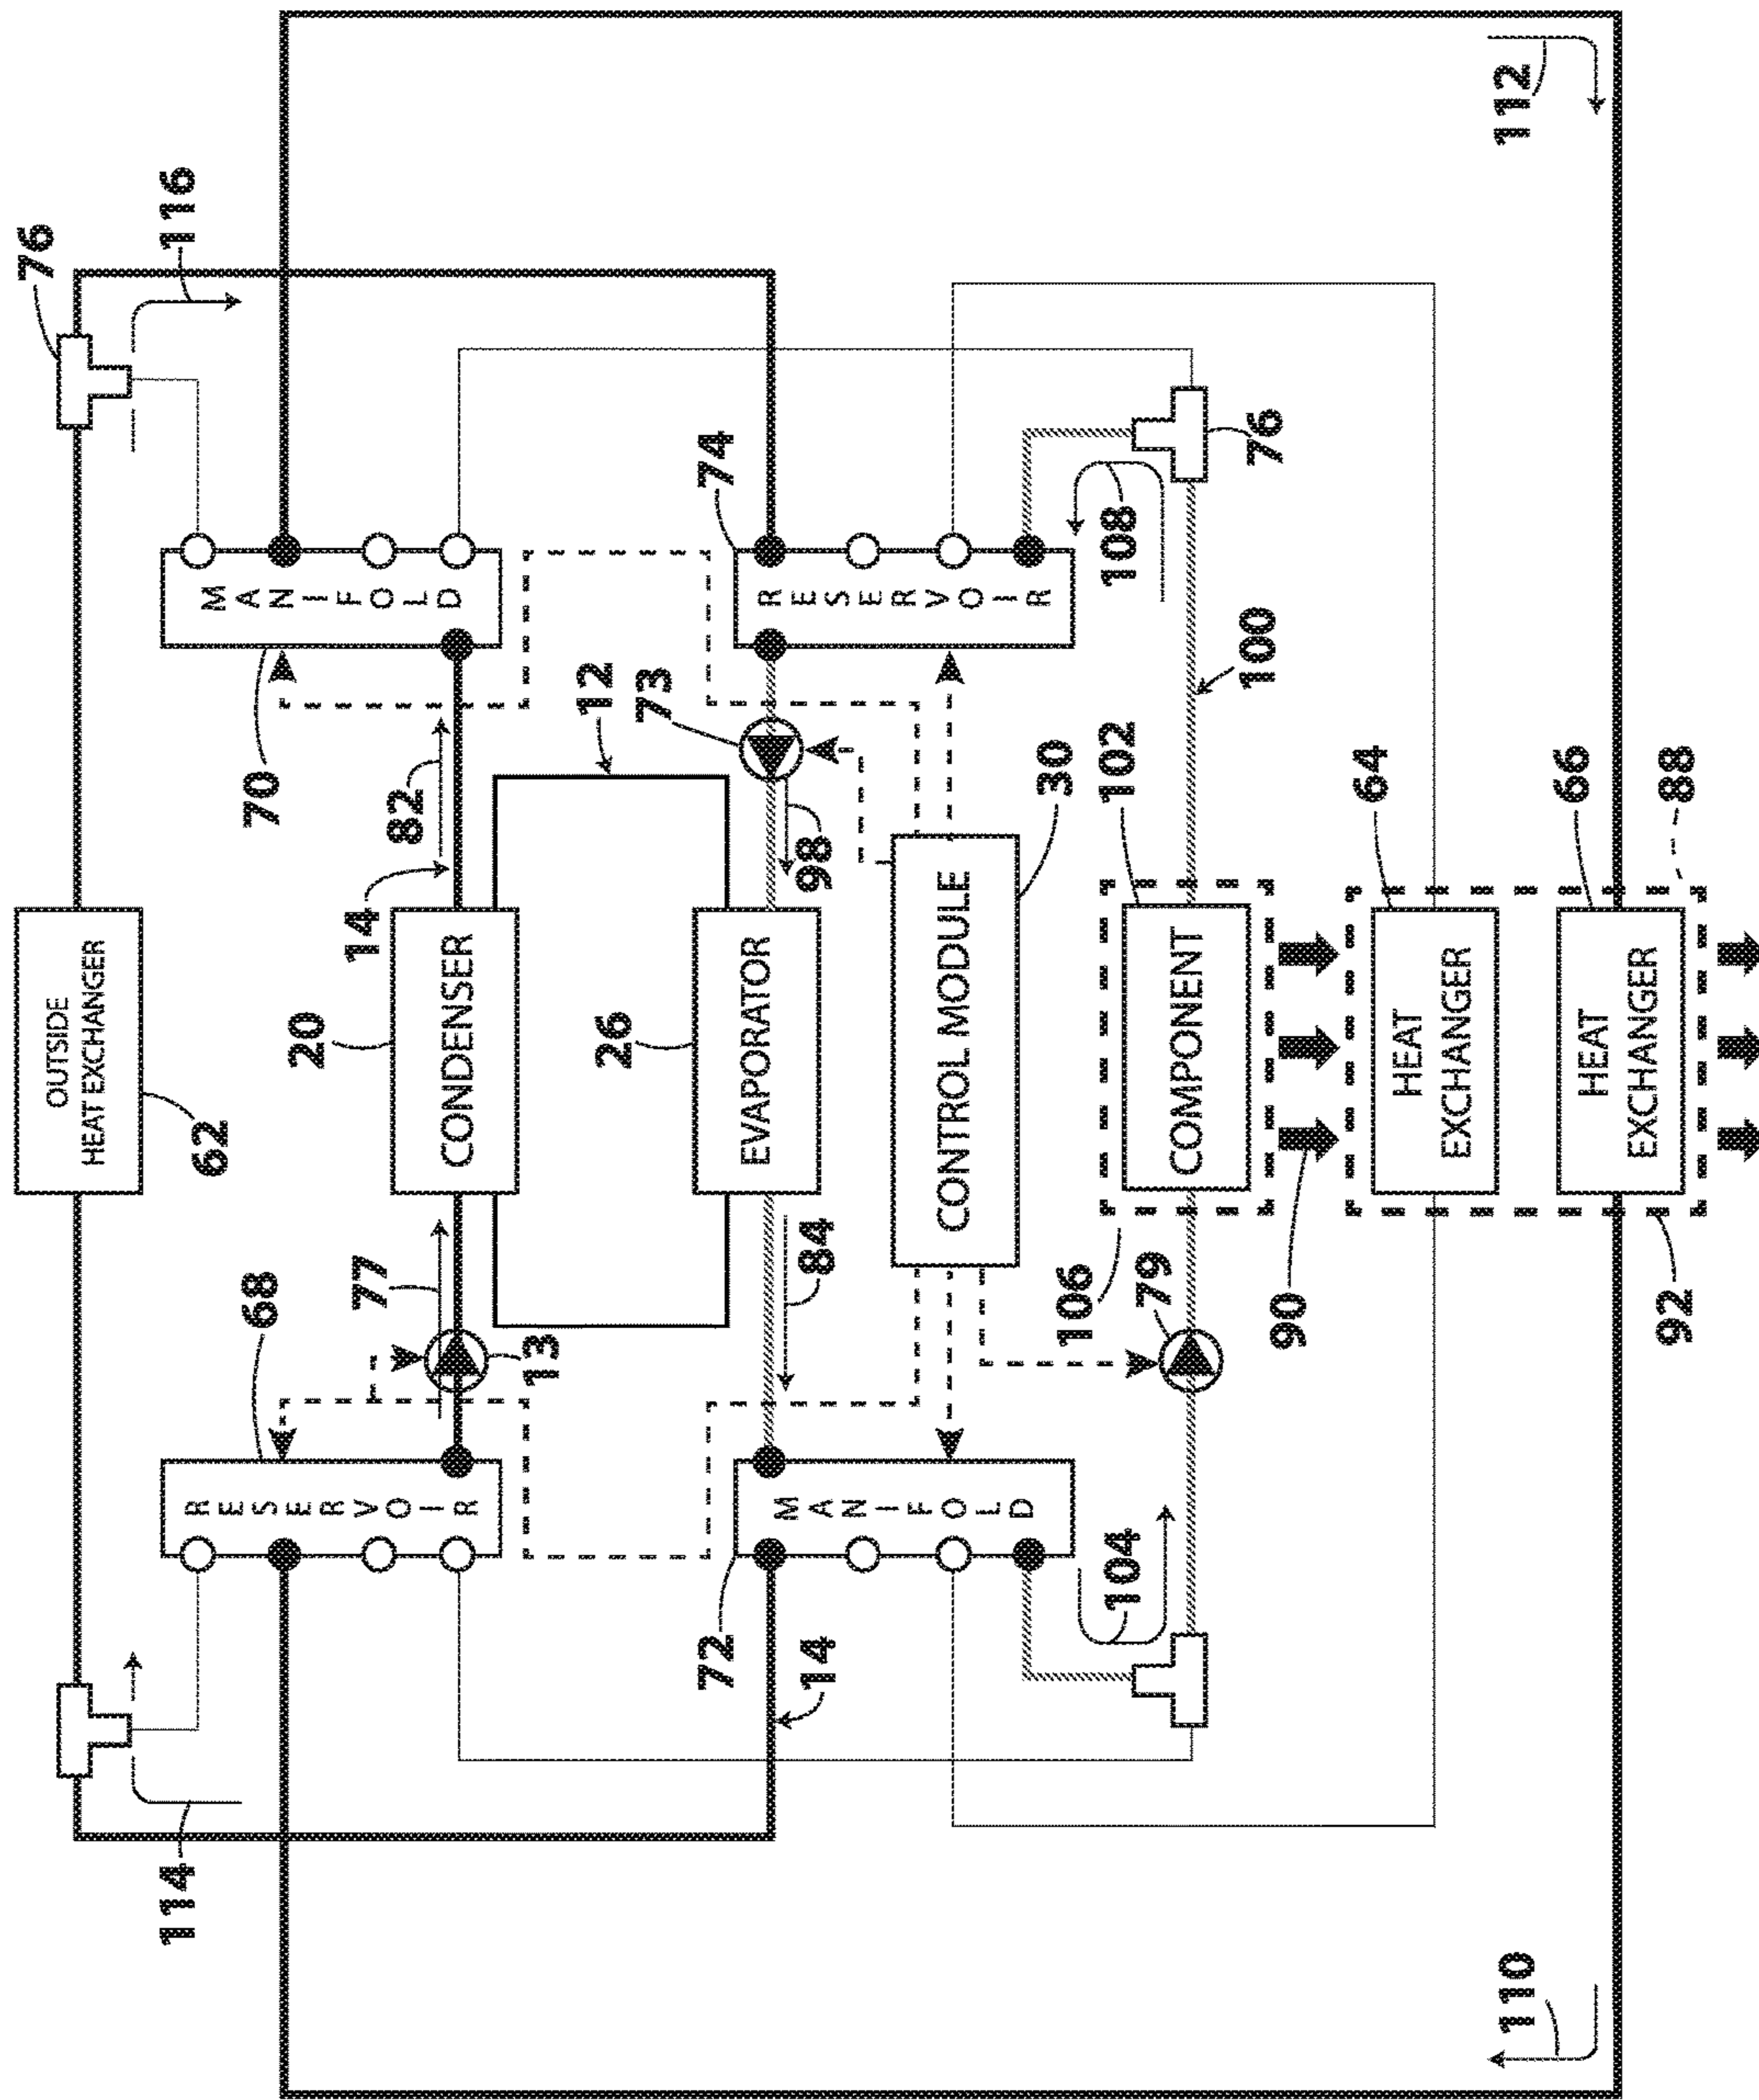 76
OUTSIDE
HEAT EXCHANGER
114
62
116
68
20
70
RESERVOIR
MANIFOLD
77
14
82
CONDENSER
13
12
26
73
72
74
MANIFOLD
EVAPORATOR
RESERVOIR
14
84
98
CONTROL MODULE
30
106
104
79
102
108
COMPONENT
100
76
90
64
HEAT
EXCHANGER
110
112
66
HEAT
EXCHANGER
92
88